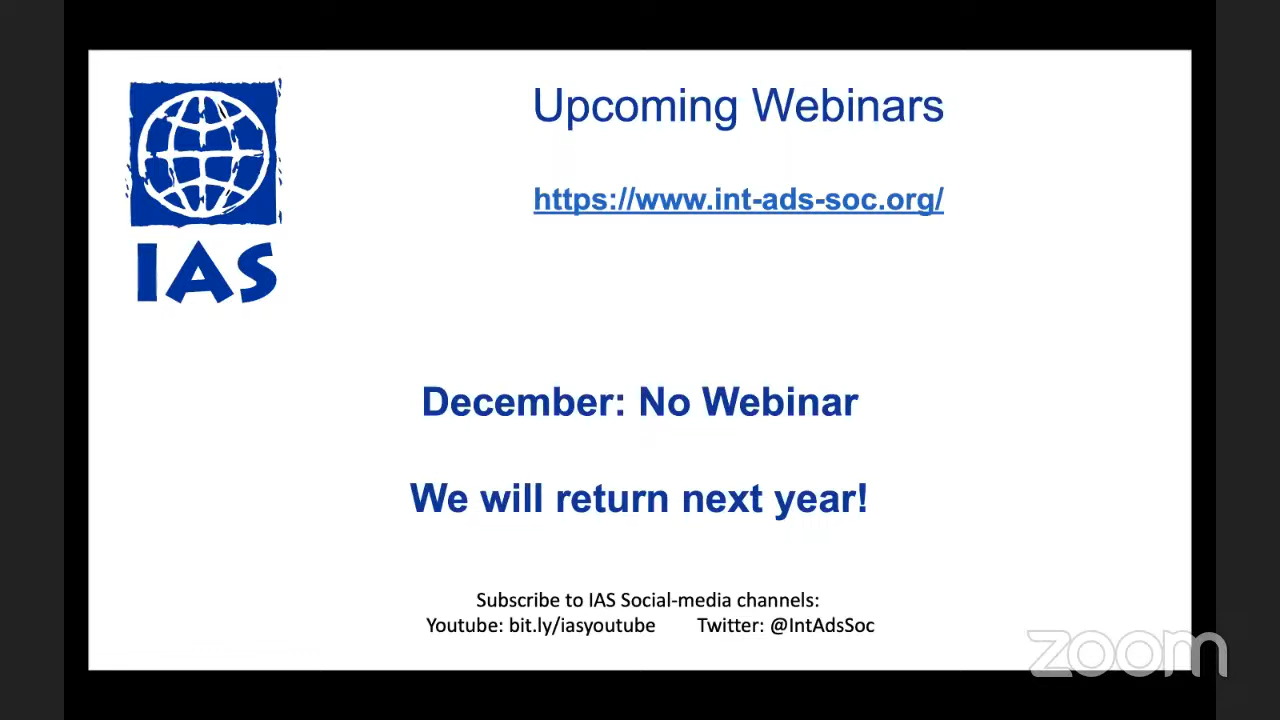 Upcoming Webinars
https://www.int-ads-soc.org/
IAS
December: No Webinar
We will return next year!
Subscribe to IAS Social-media channels:
Youtube: bit.ly/iasyoutube Twitter: @IntAdsSoc
zoom